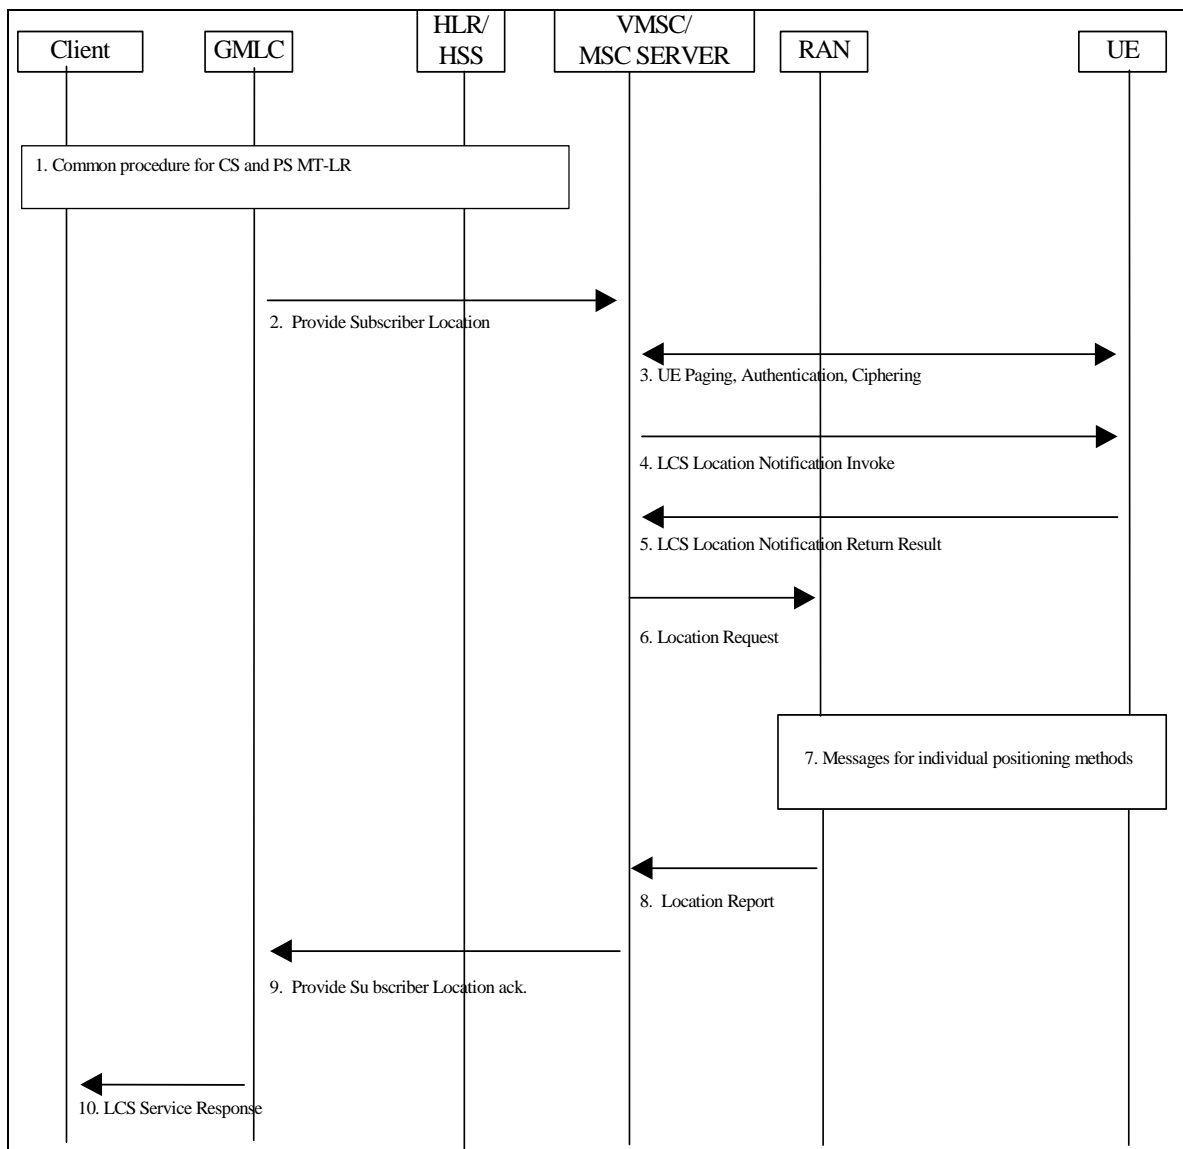 Client
GMLC
HLR/
HSS
VMSC/
MSC SERVER
RAN
UE
1. Common procedure for CS and PS MT-LR
2. Provide Subscriber Location
3. UE Paging, Authentication, Ciphering
4. LCS Location Notification Invoke
5. LCS Location Notification Return Result
6. Location Request
7. Messages for individual positioning methods
8. Location Report
9. Provide Su bscriber Location ack.
10. LCS Service Response